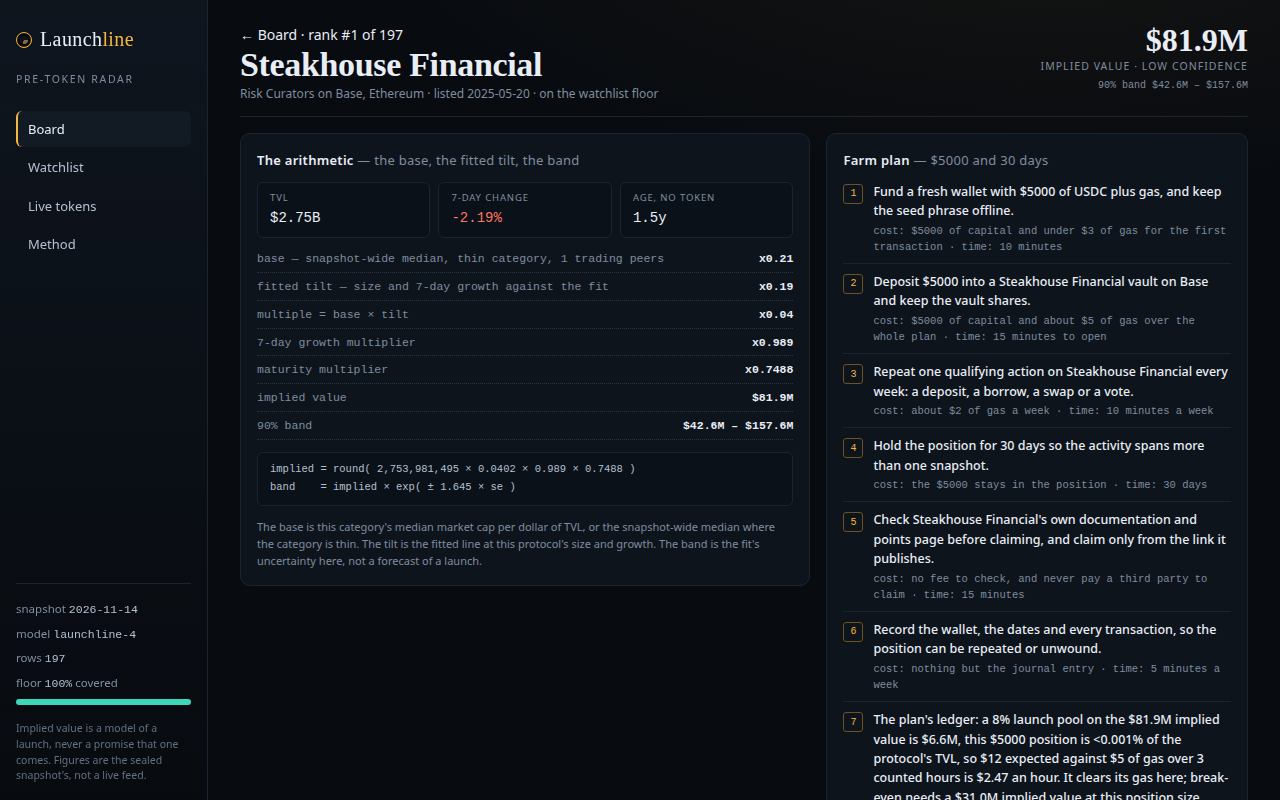 Launchline
PRE-TOKEN RADAR
Board
Watchlist
Live tokens
Method
snapshot 2026-11-14
model launchline-4
rows 197
floor 100% covered
Implied value is a model of a
launch, never a promise that one
comes. Figures are the sealed
snapshot's, not a live feed.
← Board · rank #1 of 197
Steakhouse Financial
Risk Curators on Base, Ethereum · listed 2025-05-20 · on the watchlist floor
$81.9M
IMPLIED VALUE · LOW CONFIDENCE
90% band $42.6M – $157.6M
The arithmetic — the base, the fitted tilt, the band
TVL
$2.75B
7-DAY CHANGE
-2.19%
AGE, NO TOKEN
1.5y
base — snapshot-wide median, thin category, 1 trading peers x0.21
fitted tilt — size and 7-day growth against the fit x0.19
multiple = base × tilt x0.04
7-day growth multiplier x0.989
maturity multiplier x0.7488
implied value $81.9M
90% band $42.6M – $157.6M
implied = round( 2,753,981,495 × 0.0402 × 0.989 × 0.7488 )
band = implied × exp( ± 1.645 × se )
The base is this category's median market cap per dollar of TVL, or the snapshot-wide median where
the category is thin. The tilt is the fitted line at this protocol's size and growth. The band is the fit's
uncertainty here, not a forecast of a launch.
Farm plan — $5000 and 30 days
1 Fund a fresh wallet with $5000 of USDC plus gas, and keep
the seed phrase offline.
cost: $5000 of capital and under $3 of gas for the first
transaction · time: 10 minutes
2 Deposit $5000 into a Steakhouse Financial vault on Base
and keep the vault shares.
cost: $5000 of capital and about $5 of gas over the
whole plan · time: 15 minutes to open
3 Repeat one qualifying action on Steakhouse Financial every
week: a deposit, a borrow, a swap or a vote.
cost: about $2 of gas a week · time: 10 minutes a week
4 Hold the position for 30 days so the activity spans more
than one snapshot.
cost: the $5000 stays in the position · time: 30 days
5 Check Steakhouse Financial's own documentation and
points page before claiming, and claim only from the link it
publishes.
cost: no fee to check, and never pay a third party to
claim · time: 15 minutes
6 Record the wallet, the dates and every transaction, so the
position can be repeated or unwound.
cost: nothing but the journal entry · time: 5 minutes a
week
7 The plan's ledger: a 8% launch pool on the $81.9M implied
value is $6.6M, this $5000 position is <0.001% of the
protocol's TVL, so $12 expected against $5 of gas over 3
counted hours is $2.47 an hour. It clears its gas here; break-
even needs a $31.0M implied value at this position size.